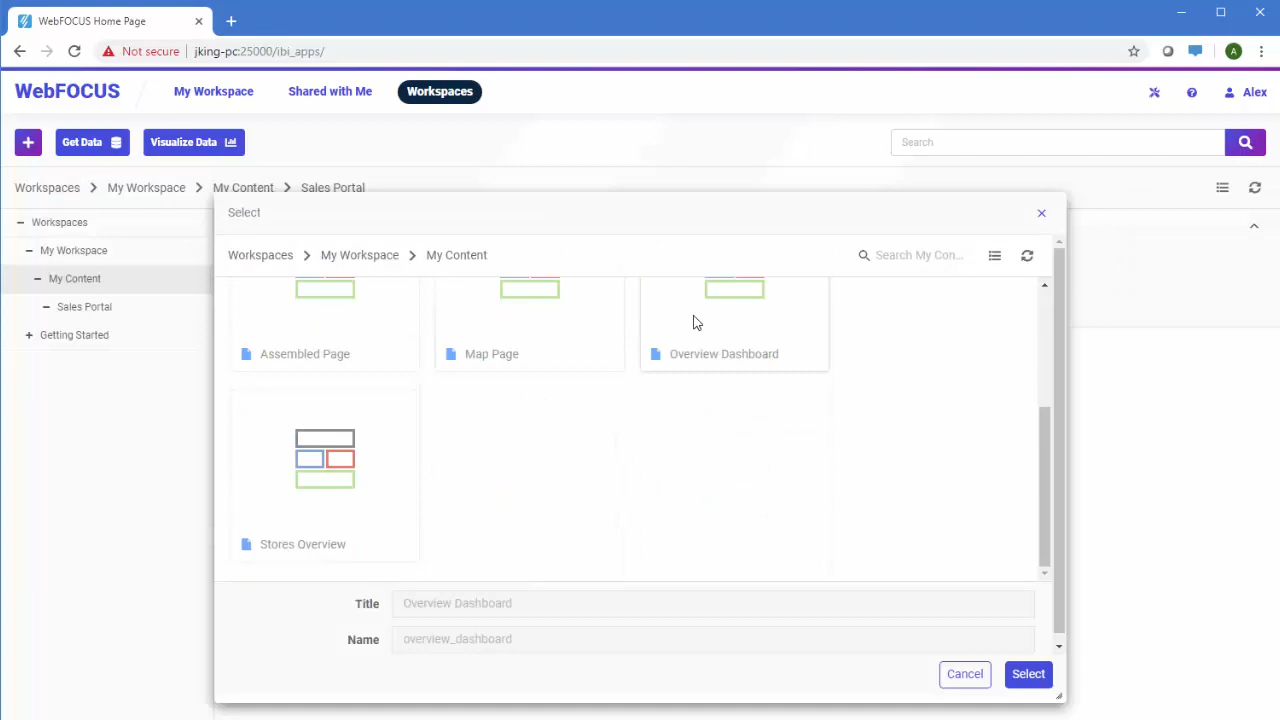 WebFOCUS Home Page
Not secure | jking-pc:25000/ibi_apps/
A
WebFOCUS
My Workspace
Shared with Me
Workspaces
Alex
Get Data
Visualize Data
Search
Workspaces > My Workspace > My Content > Sales Portal
Workspaces
My Workspace
My Content
Sales Portal
Getting Started
Select
Workspaces > My Workspace > My Content
Search My Con...
Assembled Page
Map Page
Overview Dashboard
Stores Overview
Title
Overview Dashboard
Name
overview_dashboard
Cancel
Select